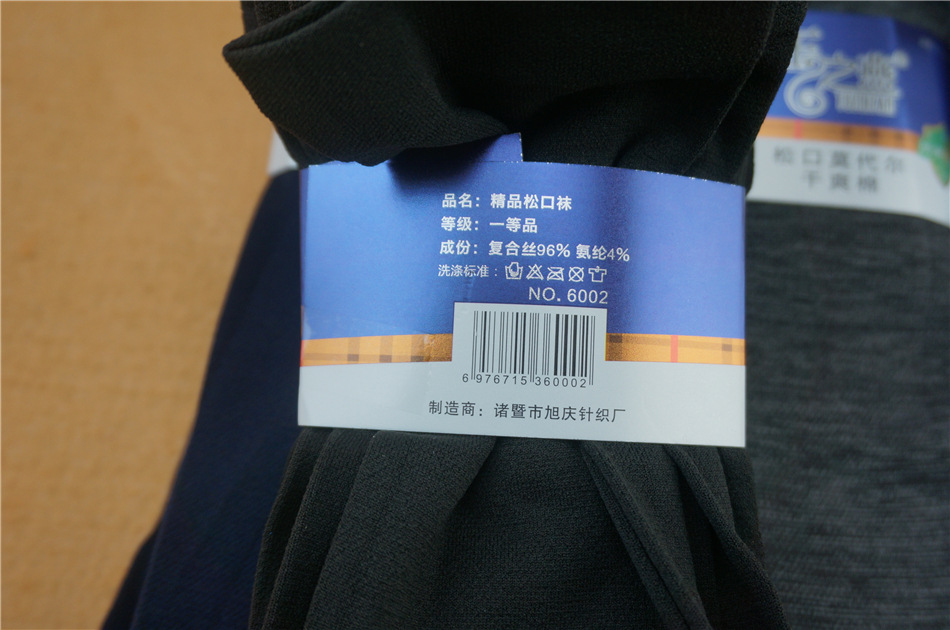 品名：精品松口袜
等级：一等品
成份：复合丝96% 氨纶4%
洗涤标准：
NO. 6002
6 976715 360002
制造商：诸暨市旭庆针织厂
松口莫代尔
干爽棉